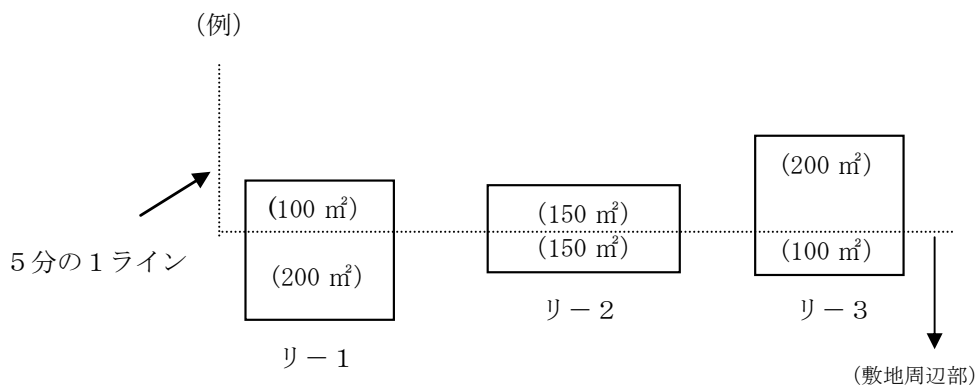 (例)
(200 ㎡)
(100 ㎡)
(150 ㎡)
(150 ㎡)
(100 ㎡)
5分の1ライン
(200 ㎡)
リ－2
リ－3
リ－1
(敷地周辺部)